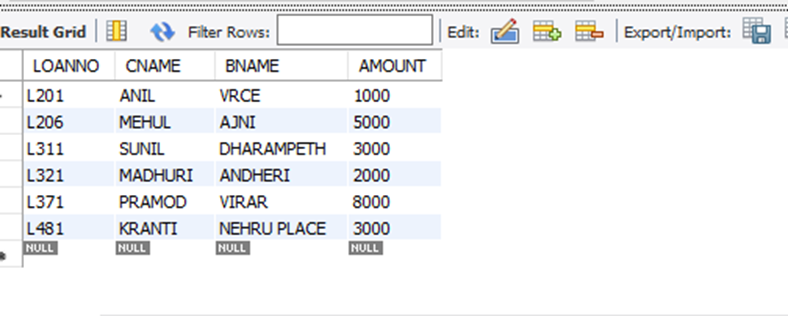 Result Grid Filter Rows: Edit: Export/Import:
LOANNO CNAME BNAME AMOUNT
L201 ANIL VRCE 1000
L206 MEHUL AJNI 5000
L311 SUNIL DHARAMPETH 3000
L321 MADHURI ANDHERI 2000
L371 PRAMOD VIRAR 8000
L481 KRANTI NEHRU PLACE 3000
NULL NULL NULL NULL